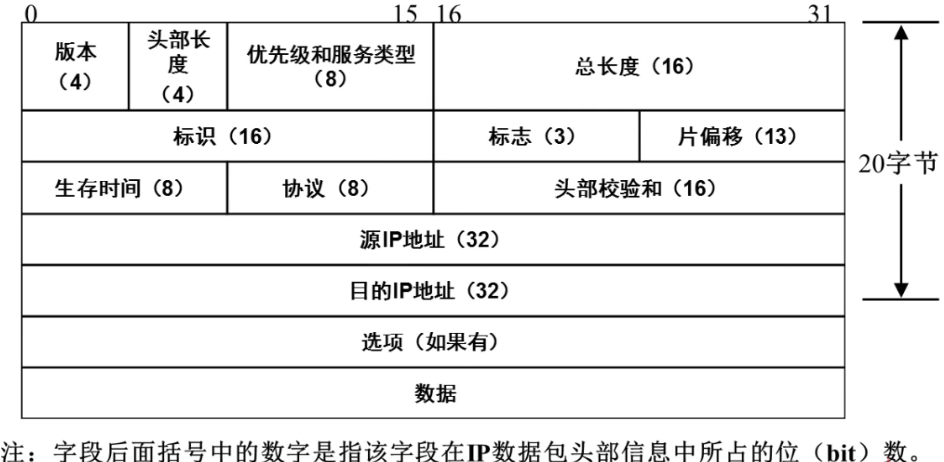 0 15 16 31
版本（4） 头部长度（4） 优先级和服务类型（8） 总长度（16）
标识（16） 标志（3） 片偏移（13）
20字节
生存时间（8） 协议（8） 头部校验和（16）
源IP地址（32）
目的IP地址（32）
选项（如果有）
数据
注：字段后面括号中的数字是指该字段在IP数据包头部信息中所占的位（bit）数。